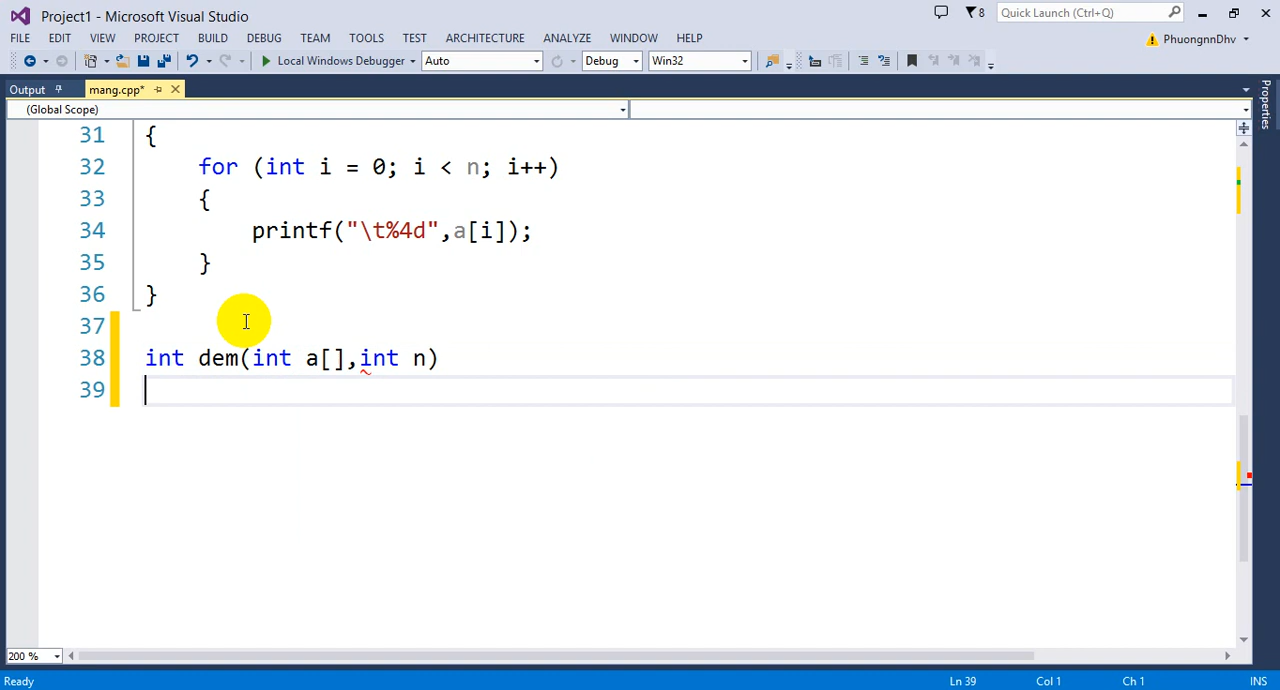 Project1 - Microsoft Visual Studio
8
Quick Launch (Ctrl+Q)
FILE EDIT VIEW PROJECT BUILD DEBUG TEAM TOOLS TEST ARCHITECTURE ANALYZE WINDOW HELP
PhuongnnDhv
Local Windows Debugger Auto Debug Win32
Output mang.cpp*
Properties
(Global Scope)
31 {
32 for (int i = 0; i < n; i++)
33 {
34 printf("\t%4d",a[i]);
35 }
36 }
37
38 int dem(int a[],int n)
39
200 %
Ready Ln 39 Col 1 Ch 1 INS